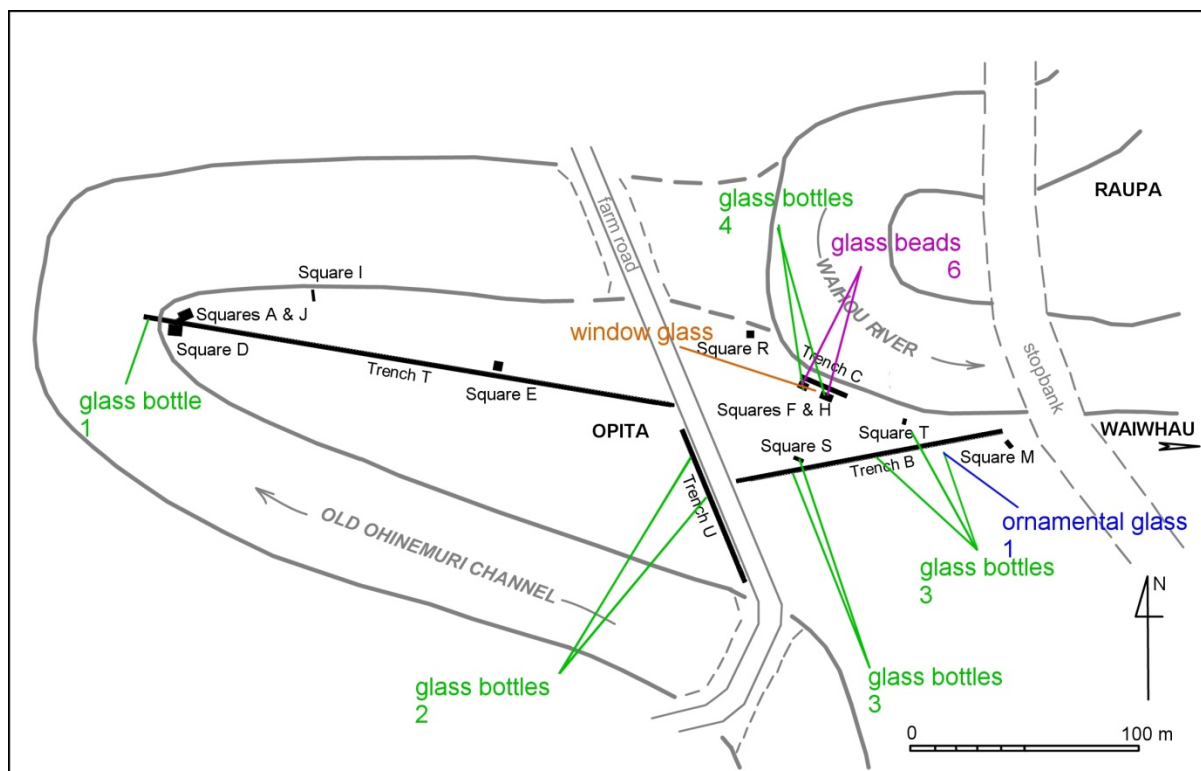 RAUPA
farm road
glass bottles
4
glass beads
6
WAIHOU RIVER
Square I
Squares A & J
Square D
Trench T
Square E
glass bottle
1
window glass
Square R
Trench C
Squares F & H
stopbank
OPITA
WAIWHAU
Square S
Square T
Trench B
Square M
Trench U
OLD OHINEMURI CHANNEL
ornamental glass
1
glass bottles
3
glass bottles
2
glass bottles
3
N
0
100 m